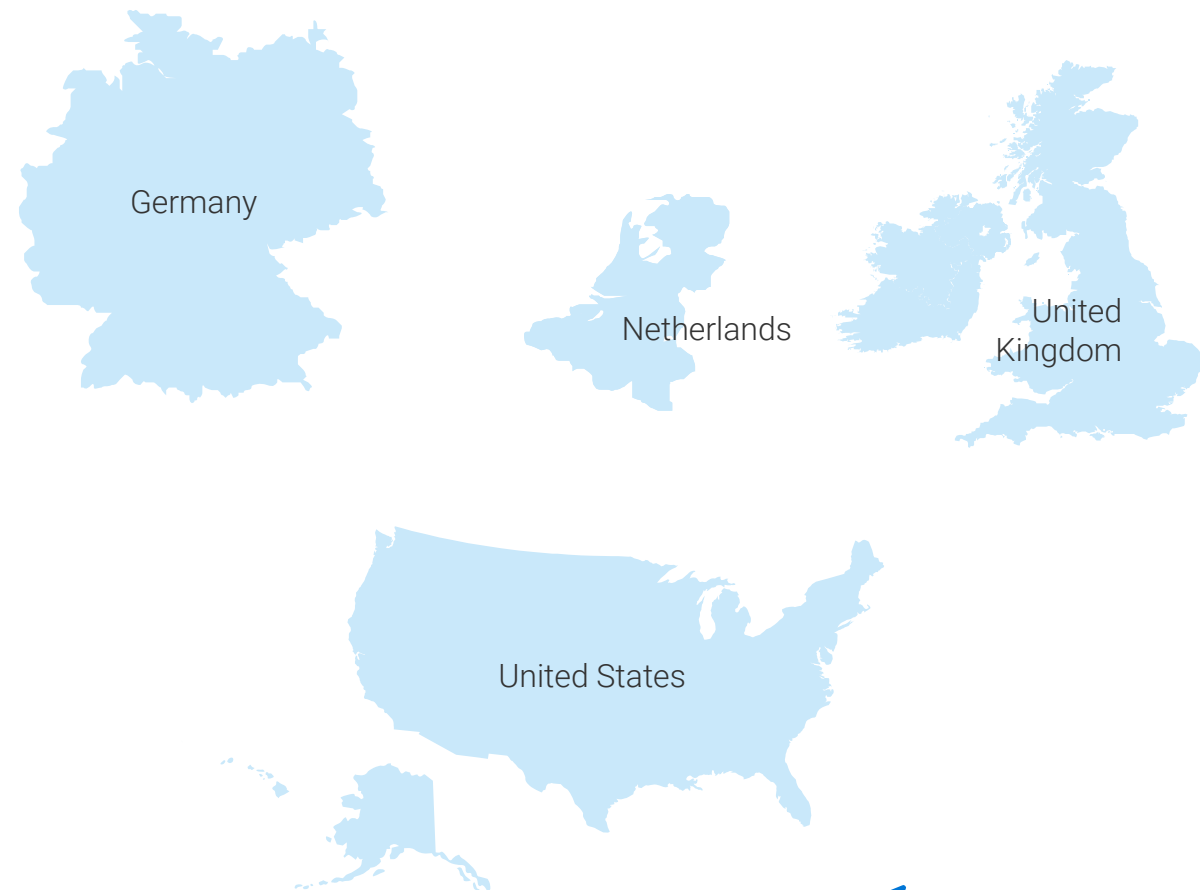 Germany
Netherlands
United
Kingdom
United States